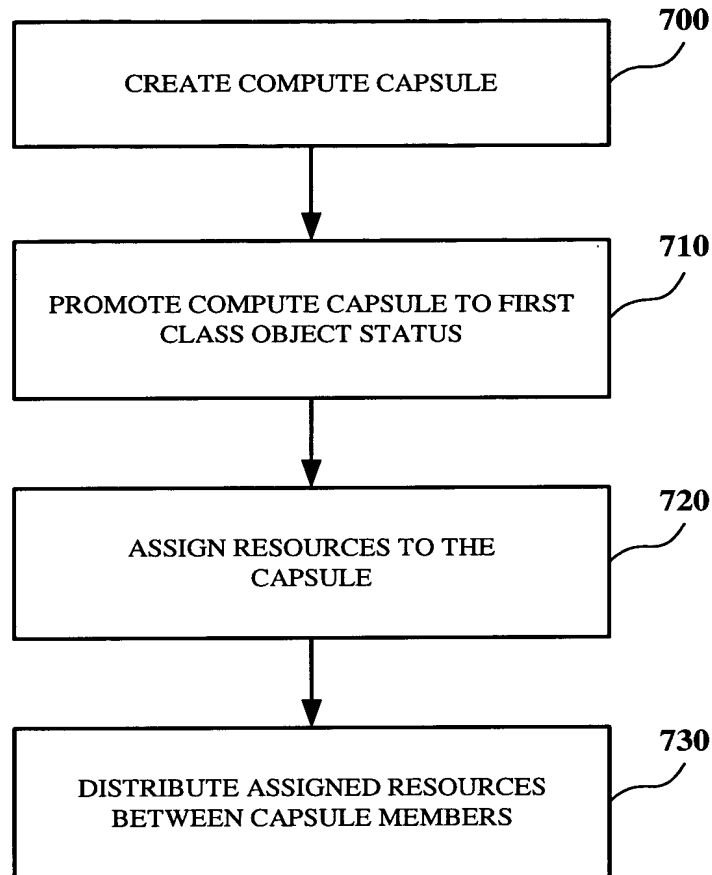 700
CREATE COMPUTE CAPSULE
710
PROMOTE COMPUTE CAPSULE TO FIRST
CLASS OBJECT STATUS
720
ASSIGN RESOURCES TO THE
CAPSULE
730
DISTRIBUTE ASSIGNED RESOURCES
BETWEEN CAPSULE MEMBERS